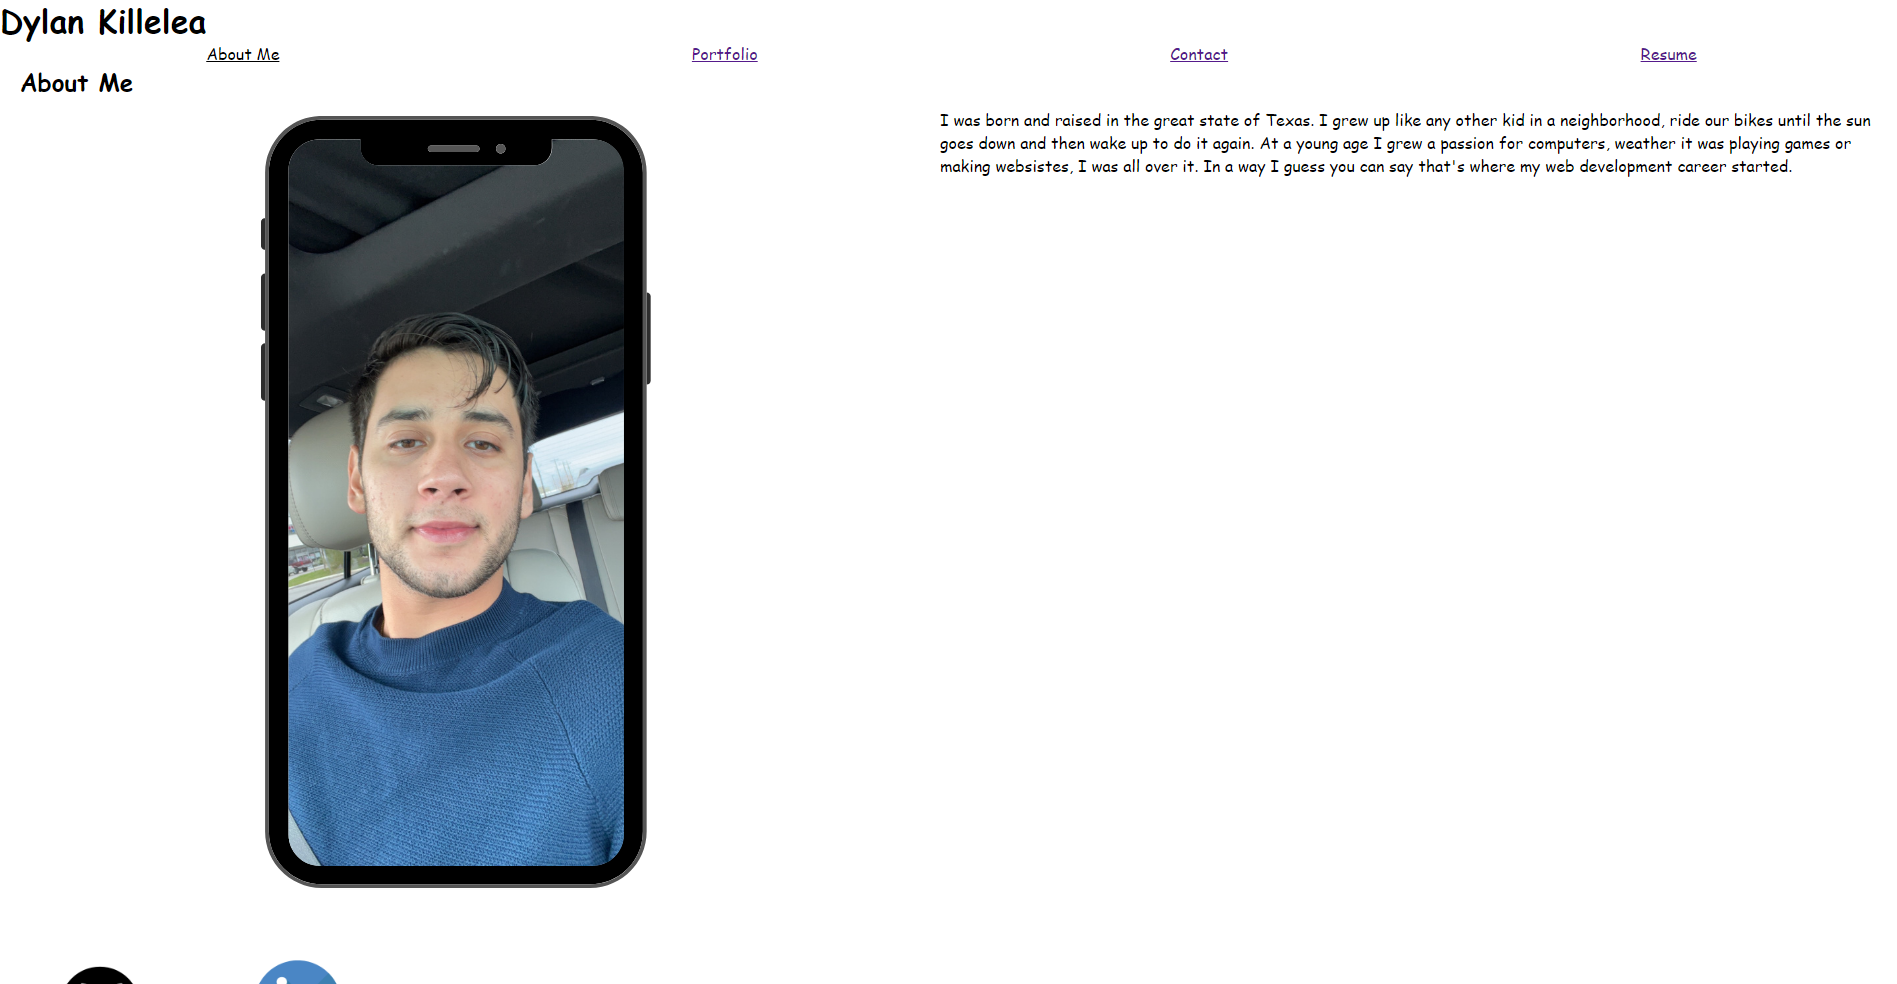 Dylan Killelea
About Me
Portfolio
Contact
Resume
About Me
I was born and raised in the great state of Texas. I grew up like any other kid in a neighborhood, ride our bikes until the sun
goes down and then wake up to do it again. At a young age I grew a passion for computers, weather it was playing games or
making websistes, I was all over it. In a way I guess you can say that's where my web development career started.